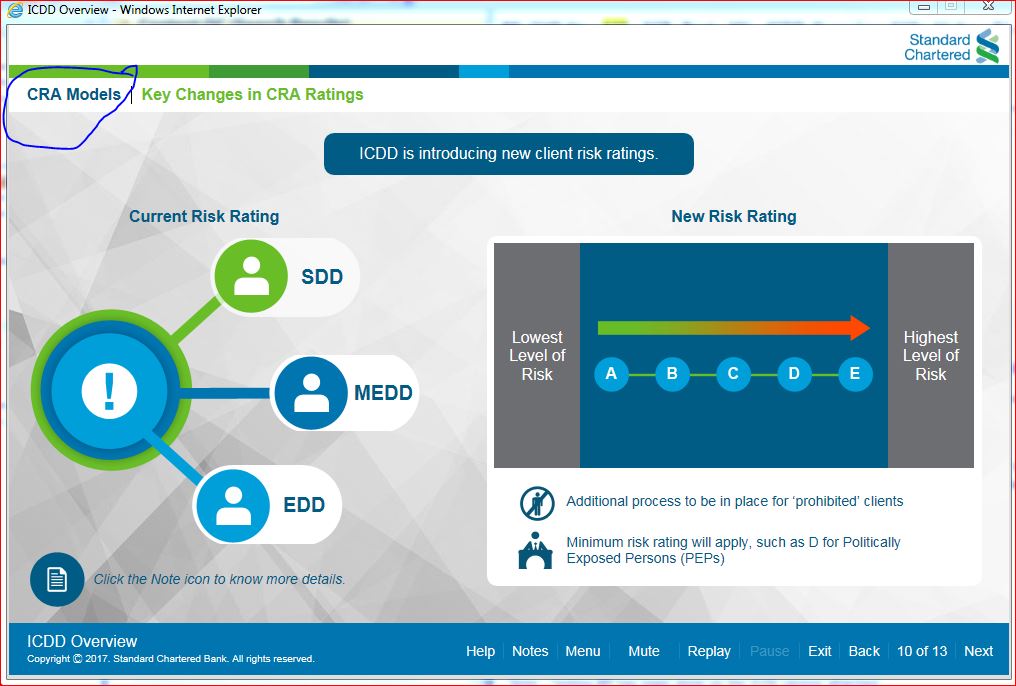 ICDD Overview - Windows Internet Explorer
Standard
Chartered
CRA Models | Key Changes in CRA Ratings
ICDD is introducing new client risk ratings.
Current Risk Rating
SDD
!
MEDD
EDD
Click the Note icon to know more details.
New Risk Rating
Lowest
Level of
Risk
A B C D E
Highest
Level of
Risk
Additional process to be in place for ‘prohibited’ clients
Minimum risk rating will apply, such as D for Politically
Exposed Persons (PEPs)
ICDD Overview
Copyright © 2017. Standard Chartered Bank. All rights reserved.
Help Notes Menu Mute Replay Pause Exit Back 10 of 13 Next